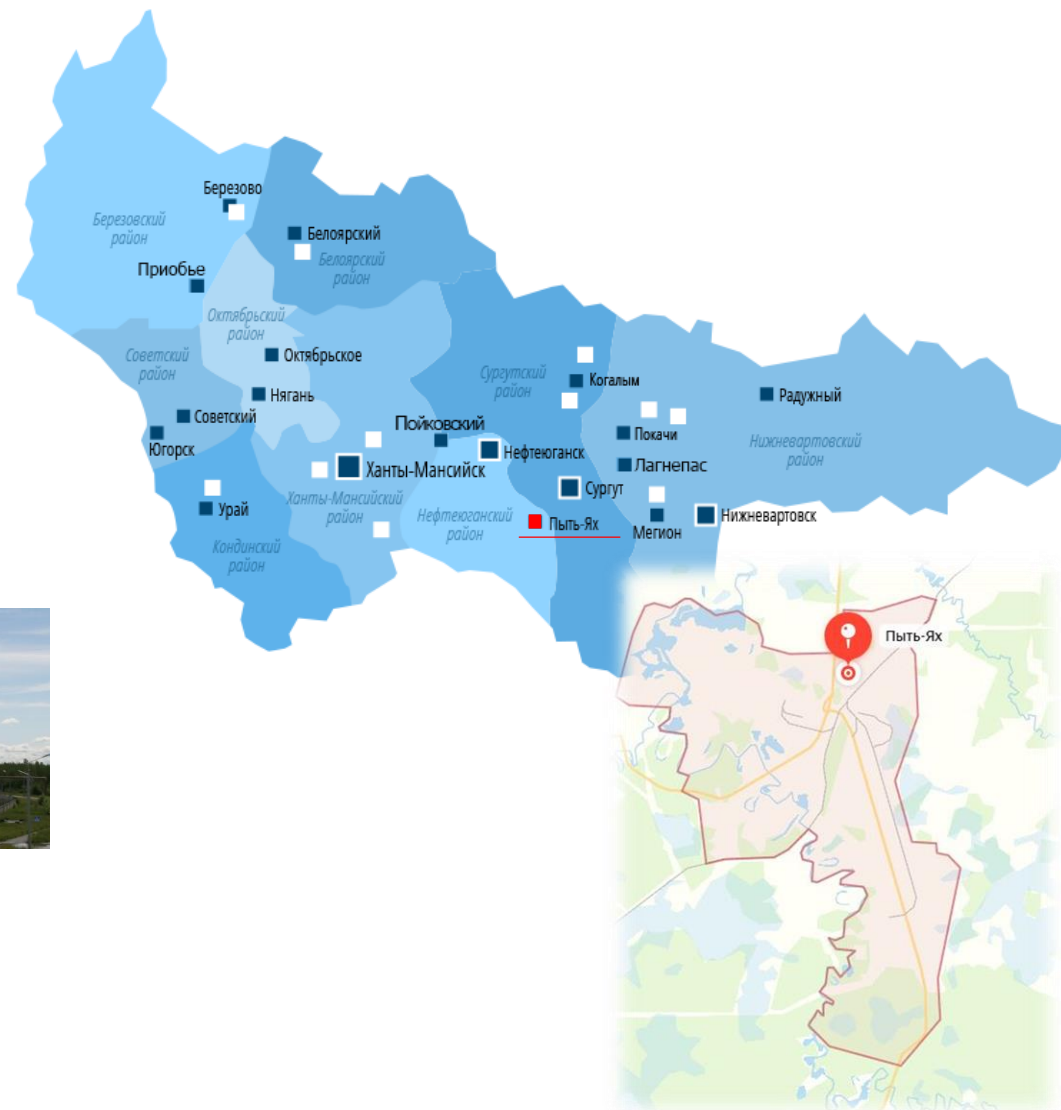 Березово
Березовский
район
Белоярский
Белоярский
район
Приобье
Октябрьский
район
Советский
район
Октябрьское
Сургутский
район
Когалым
Нягань
Радужный
Советский
Пойковский
Югорск
Покачи
Нижневартовский
район
Нефтеюганск
Ханты-Мансийск
Лагнепас
Сургут
Ханты-Мансийский
район
Урай
Нефтеюганский
район
Пыть-Ях
Мегион
Нижневартовск
Кондинский
район
Пыть-Ях